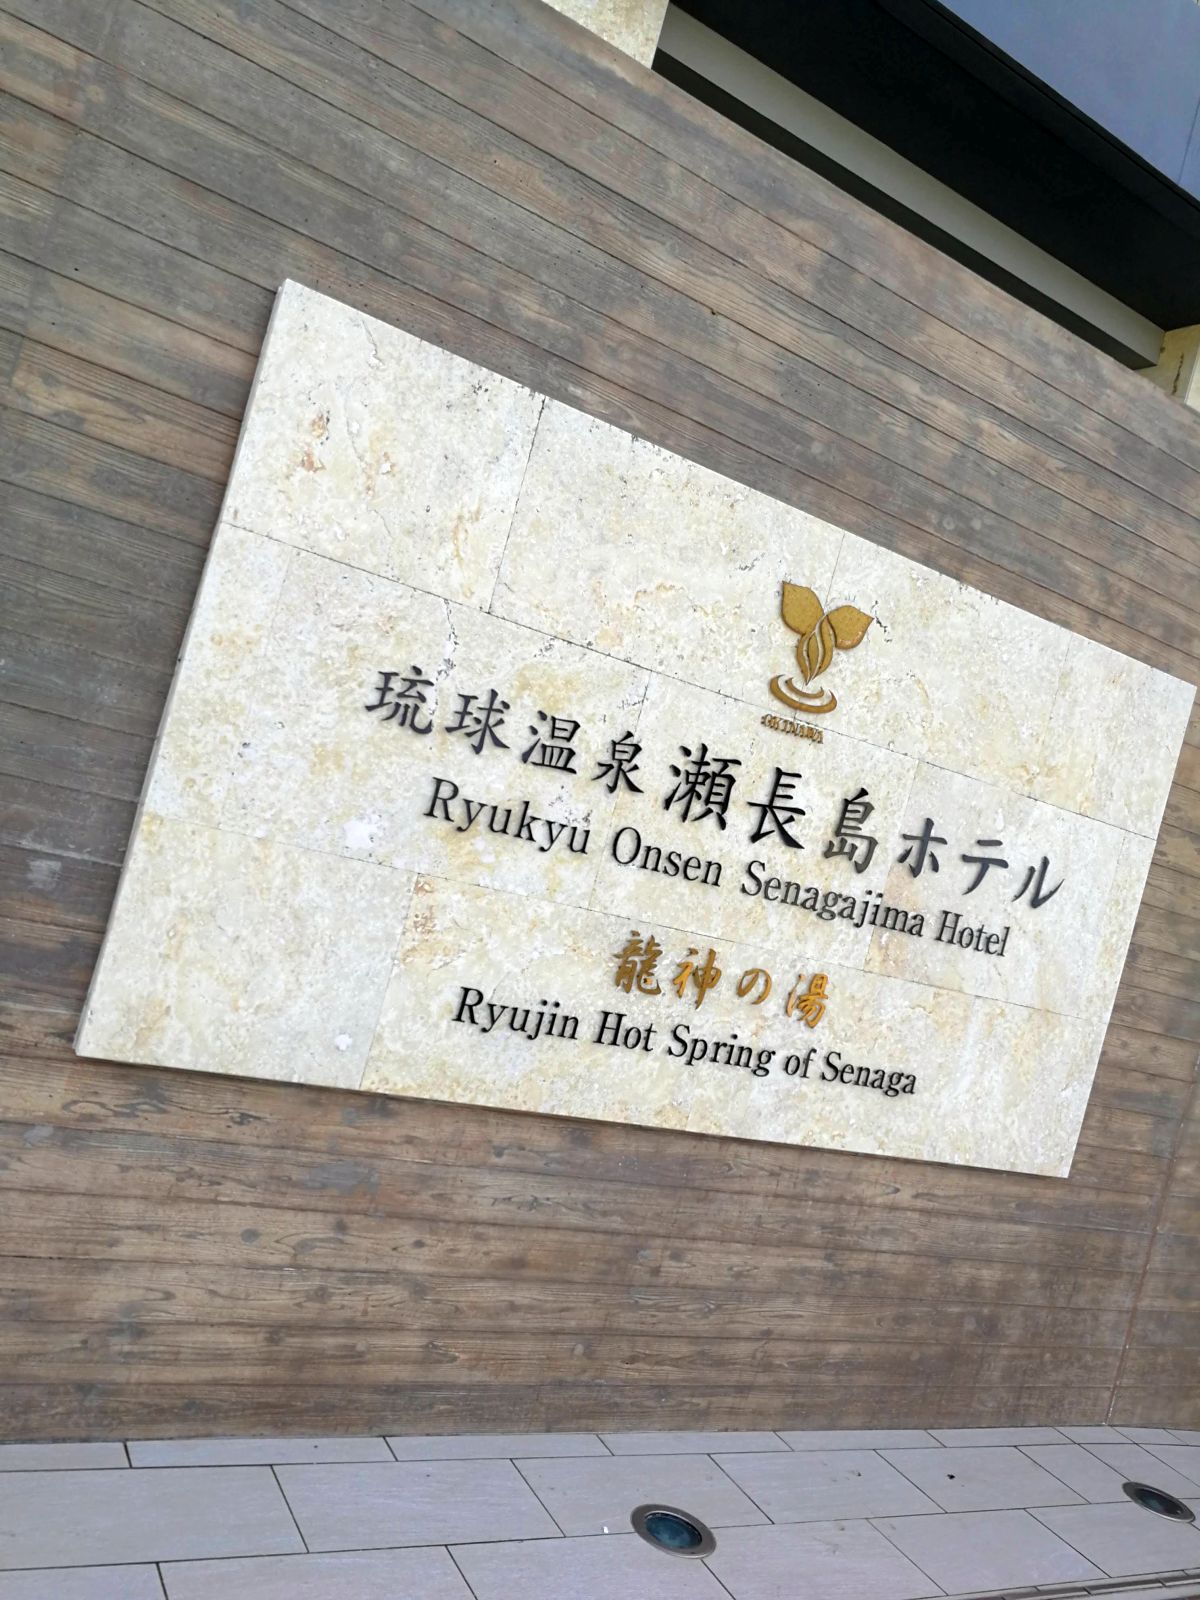 OKINAWA
琉球温泉瀬長島ホテル
Ryukyu Onsen Senagajima Hotel
龍神の湯
Ryujin Hot Spring of Senaga